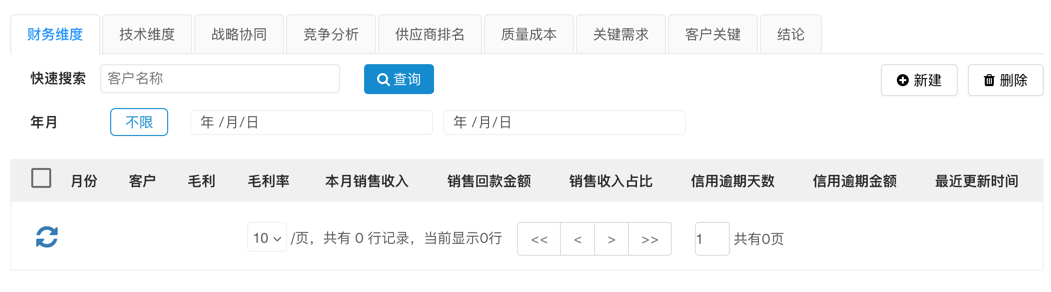 财务维度 技术维度 战略协同 竞争分析 供应商排名 质量成本 关键需求 客户关键 结论
快速搜索 客户名称 查询 新建 删除
年月 不限 年 /月/日 年 /月/日
月份 客户 毛利 毛利率 本月销售收入 销售回款金额 销售收入占比 信用逾期天数 信用逾期金额 最近更新时间
10 /页，共有 0 行记录，当前显示0行 << < > >> 1 共有0页